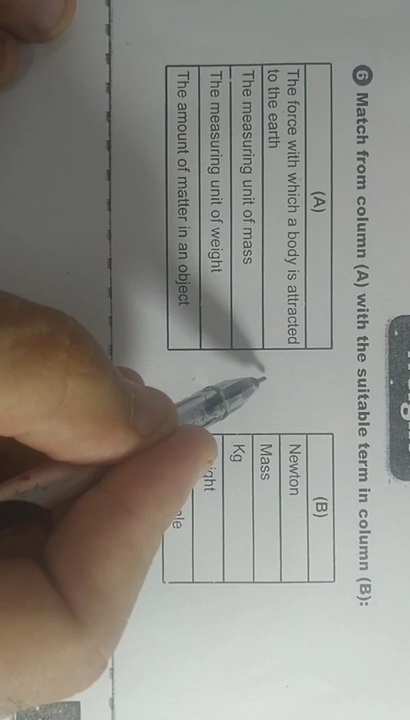 6 Match from column (A) with the suitable term in column (B):
(A)
The force with which a body is attracted
to the earth
The measuring unit of mass
The measuring unit of weight
The amount of matter in an object
(B)
Newton
Mass
Kg